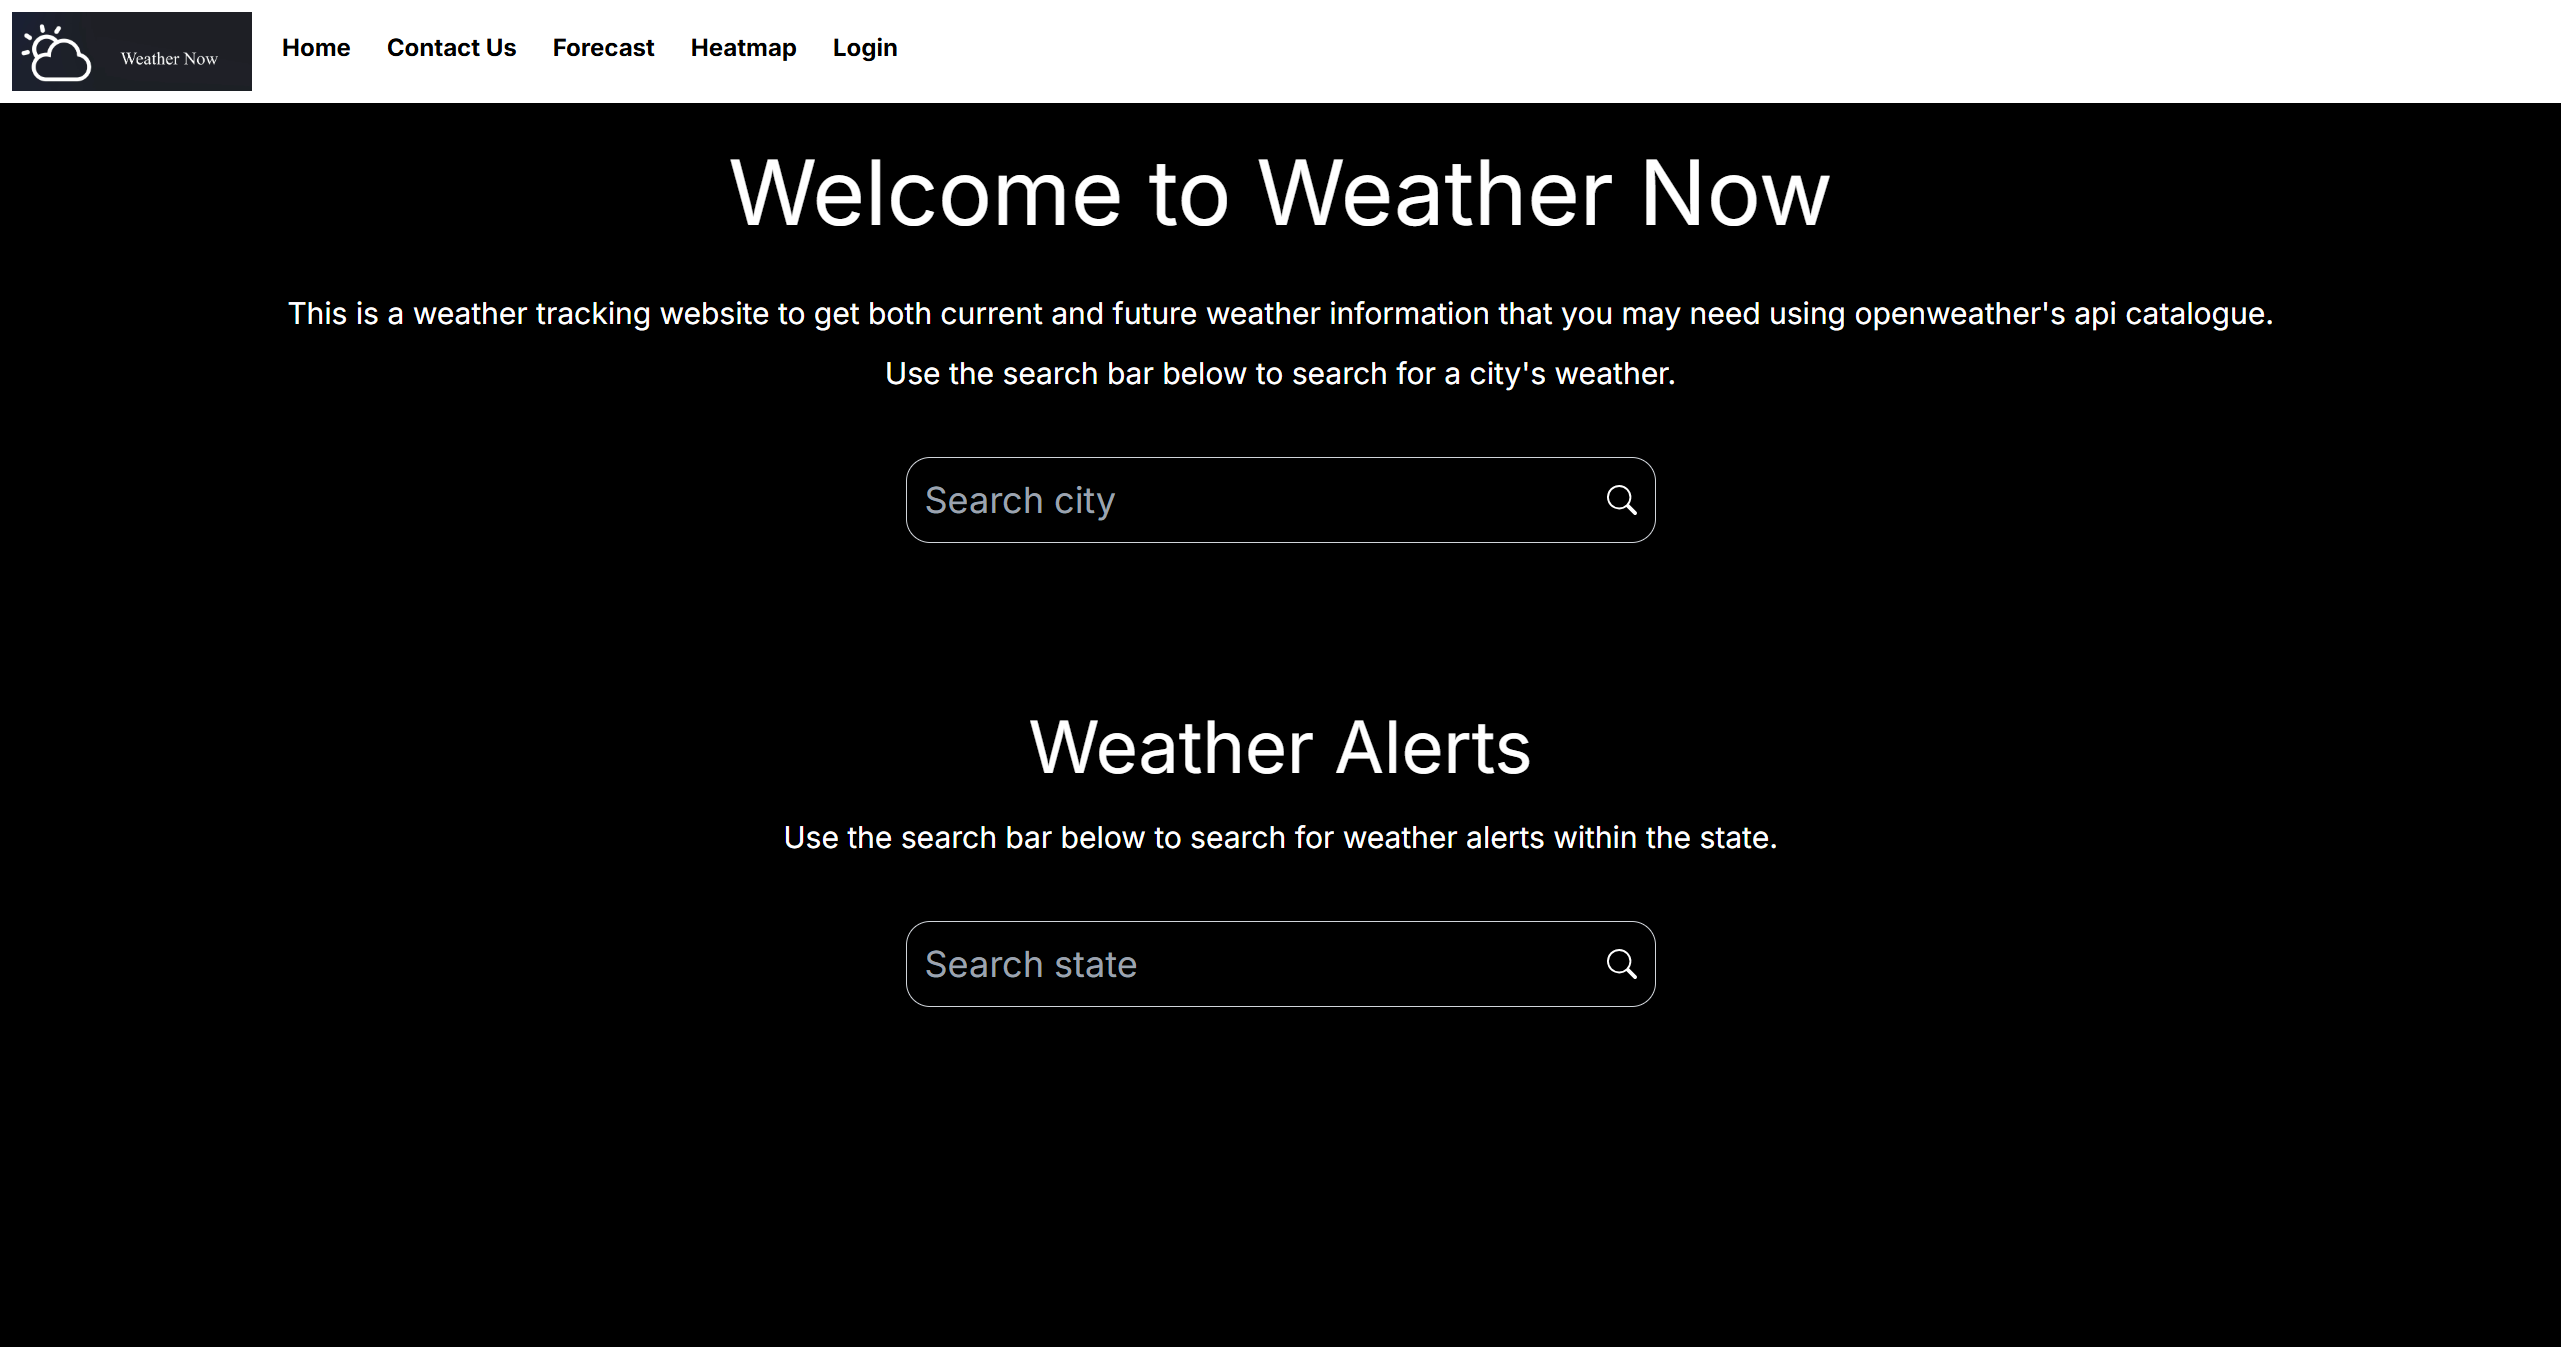 Weather Now
Home Contact Us Forecast Heatmap Login
Welcome to Weather Now
This is a weather tracking website to get both current and future weather information that you may need using openweather's api catalogue.
Use the search bar below to search for a city's weather.
Search city
Weather Alerts
Use the search bar below to search for weather alerts within the state.
Search state